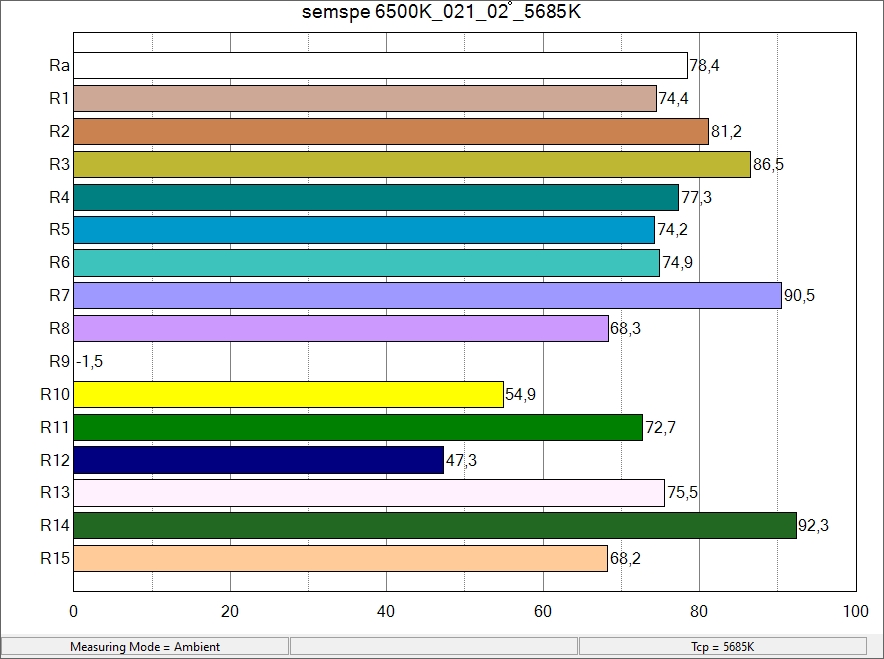 semspe 6500K_021_02°_5685K
Ra 78,4
R1 74,4
R2 81,2
R3 86,5
R4 77,3
R5 74,2
R6 74,9
R7 90,5
R8 68,3
R9 -1,5
R10 54,9
R11 72,7
R12 47,3
R13 75,5
R14 92,3
R15 68,2
0 20 40 60 80 100
Measuring Mode = Ambient Tcp = 5685K